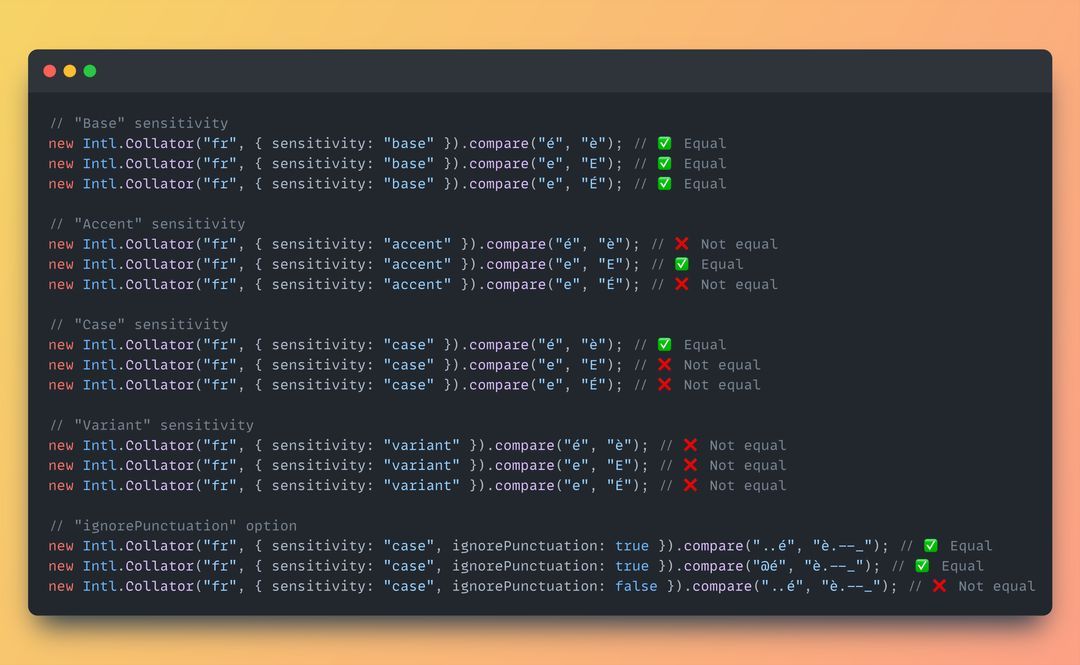 // "Base" sensitivity
new Intl.Collator("fr", { sensitivity: "base" }).compare("é", "è"); // ✅ Equal
new Intl.Collator("fr", { sensitivity: "base" }).compare("e", "E"); // ✅ Equal
new Intl.Collator("fr", { sensitivity: "base" }).compare("e", "É"); // ✅ Equal
// "Accent" sensitivity
new Intl.Collator("fr", { sensitivity: "accent" }).compare("é", "è"); // ❌ Not equal
new Intl.Collator("fr", { sensitivity: "accent" }).compare("e", "E"); // ✅ Equal
new Intl.Collator("fr", { sensitivity: "accent" }).compare("e", "É"); // ❌ Not equal
// "Case" sensitivity
new Intl.Collator("fr", { sensitivity: "case" }).compare("é", "è"); // ✅ Equal
new Intl.Collator("fr", { sensitivity: "case" }).compare("e", "E"); // ❌ Not equal
new Intl.Collator("fr", { sensitivity: "case" }).compare("e", "É"); // ❌ Not equal
// "Variant" sensitivity
new Intl.Collator("fr", { sensitivity: "variant" }).compare("é", "è"); // ❌ Not equal
new Intl.Collator("fr", { sensitivity: "variant" }).compare("e", "E"); // ❌ Not equal
new Intl.Collator("fr", { sensitivity: "variant" }).compare("e", "É"); // ❌ Not equal
// "ignorePunctuation" option
new Intl.Collator("fr", { sensitivity: "case", ignorePunctuation: true }).compare("..é", "è.--_"); // ✅ Equal
new Intl.Collator("fr", { sensitivity: "case", ignorePunctuation: true }).compare("@é", "è.--_"); // ✅ Equal
new Intl.Collator("fr", { sensitivity: "case", ignorePunctuation: false }).compare("..é", "è.--_"); // ❌ Not equal